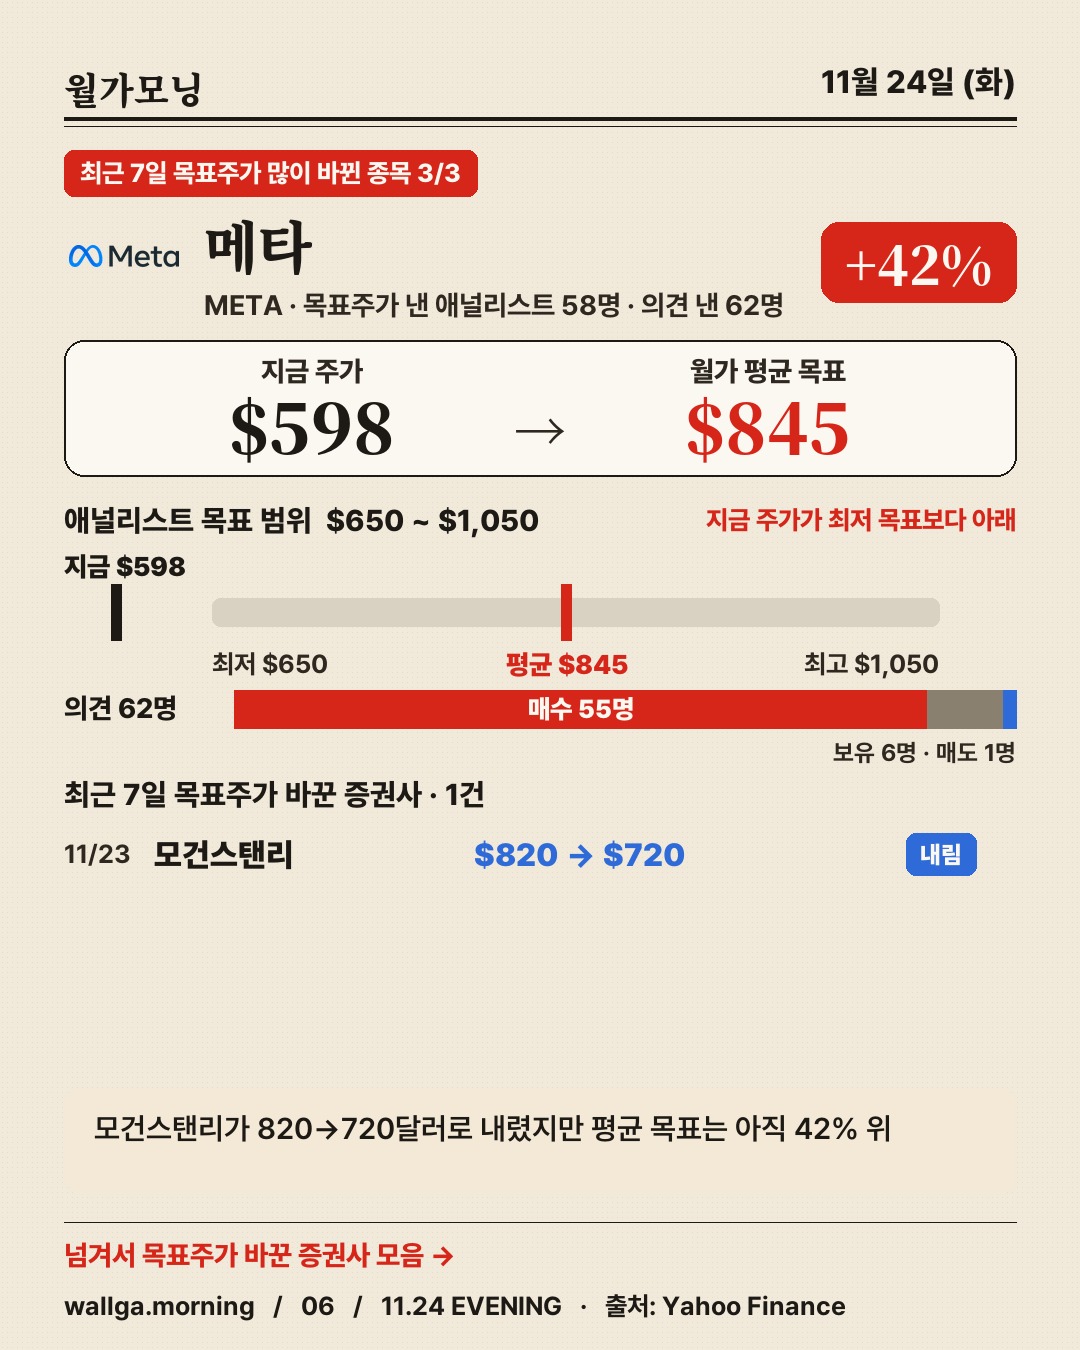 월가모닝
11월 24일 (화)
최근 7일 목표주가 많이 바뀐 종목 3/3
Meta
메타
+42%
META · 목표주가 낸 애널리스트 58명 · 의견 낸 62명
지금 주가
월가 평균 목표
$598 → $845
애널리스트 목표 범위 $650 ~ $1,050
지금 주가가 최저 목표보다 아래
지금 $598
최저 $650
평균 $845
최고 $1,050
의견 62명
매수 55명
보유 6명 · 매도 1명
최근 7일 목표주가 바꾼 증권사 · 1건
11/23 모건스탠리 $820 → $720 내림
모건스탠리가 820→720달러로 내렸지만 평균 목표는 아직 42% 위
넘겨서 목표주가 바꾼 증권사 모음 →
wallga.morning / 06 / 11.24 EVENING · 출처: Yahoo Finance